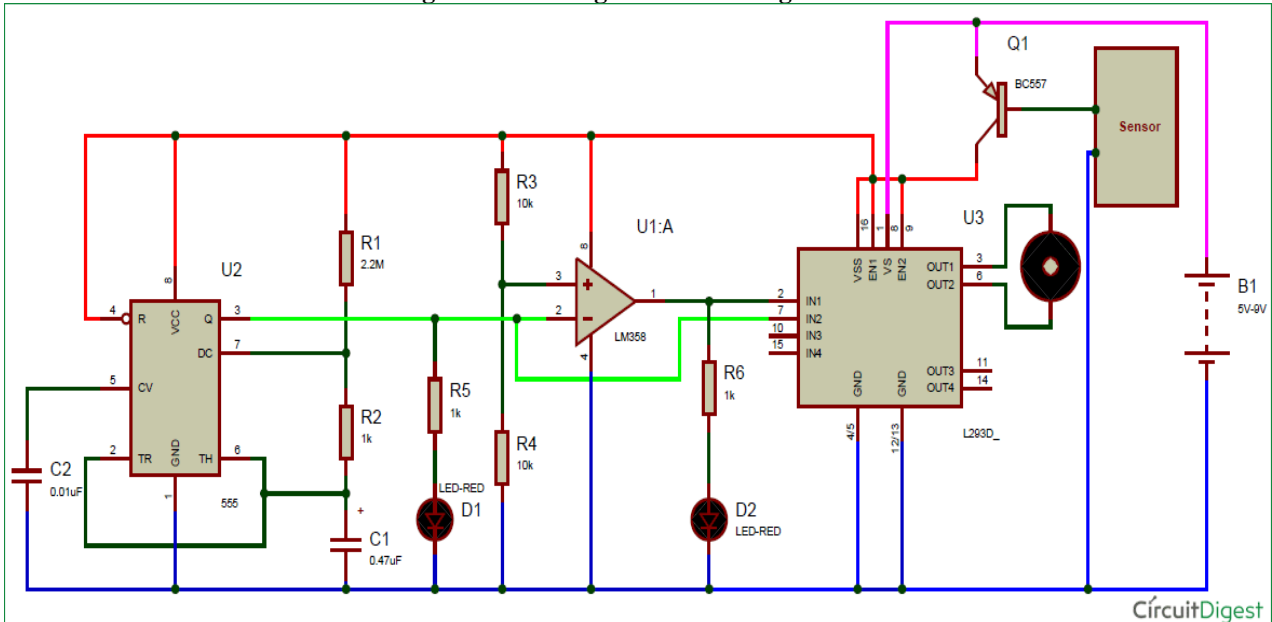 Q1
BC557
Sensor
R3
10k
U1:A
U3
R1
2.2M
U2
16
1
8
9
8
8
VSS
EN1
VS
EN2
OUT1
3
OUT2
6
B1
5V-9V
4
R
VCC
Q
3
3
2
1
LM358
4
2
IN1
7
IN2
10
IN3
15
IN4
DC
7
5
CV
R5
1k
R6
1k
GND
GND
OUT3
11
OUT4
14
R2
1k
4/5
12/13
L293D_
2
TR
GND
TH
6
R4
10k
C2
0.01uF
1
555
LED-RED
D1
D2
LED-RED
+
C1
0.47uF
CírcuitDigest